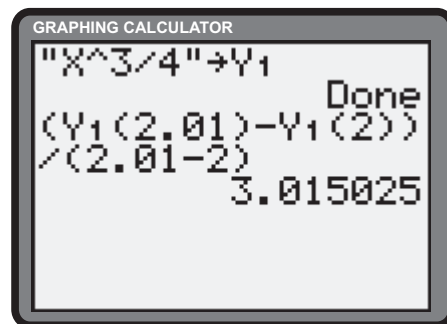 GRAPHING CALCULATOR
"X^3/4"→Y₁
Done
(Y₁(2.01)−Y₁(2))
/(2.01−2)
3.015025